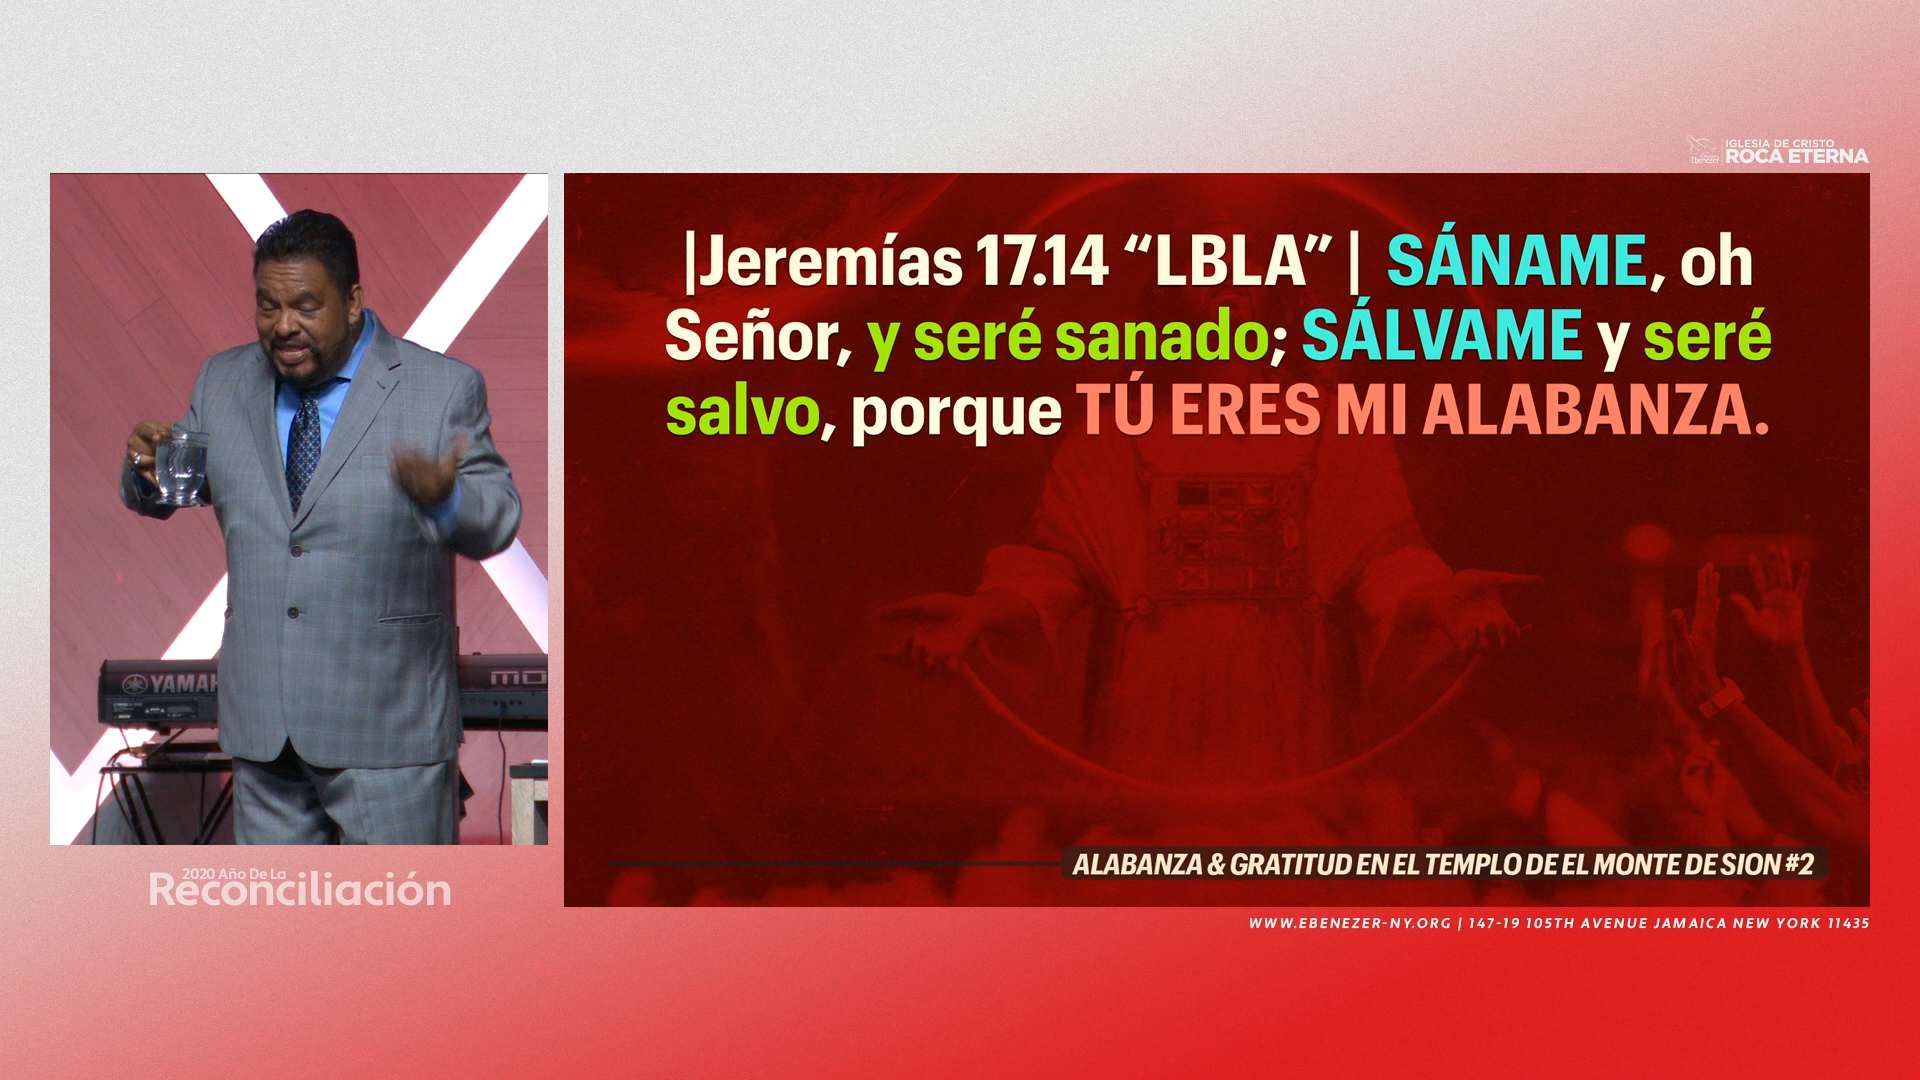 IGLESIA DE CRISTO
ROCA ETERNA
Ebenezer
|Jeremías 17.14 “LBLA” | SÁNAME, oh
Señor, y seré sanado; SÁLVAME y seré
salvo, porque TÚ ERES MI ALABANZA.
YAMAH
MO
ALABANZA & GRATITUD EN EL TEMPLO DE EL MONTE DE SION #2
2020 Año De La
Reconciliación
WWW.EBENEZER-NY.ORG | 147-19 105TH AVENUE JAMAICA NEW YORK 11435